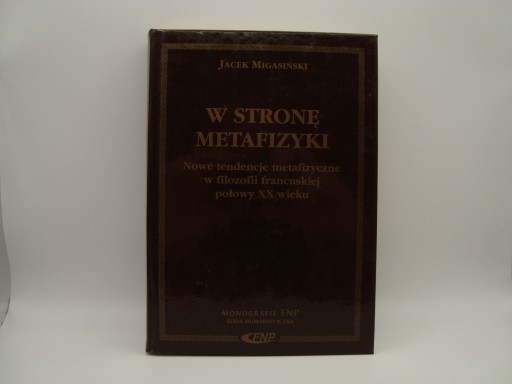 JACEK MIGASIŃSKI
W STRONĘ
METAFIZYKI
Nowe tendencje metafizyczne
w filozofii francuskiej
połowy XX wieku
MONOGRAFIE FNP
SERIA HUMANISTYCZNA
FNP